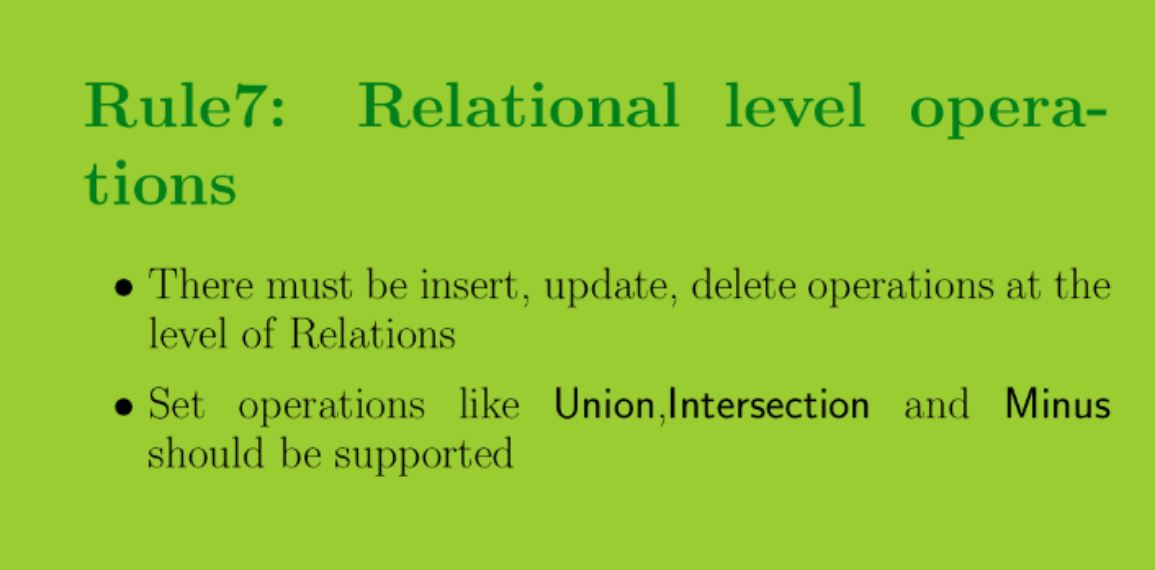 Rule7: Relational level opera-
tions
• There must be insert, update, delete operations at the
level of Relations
• Set operations like Union,Intersection and Minus
should be supported